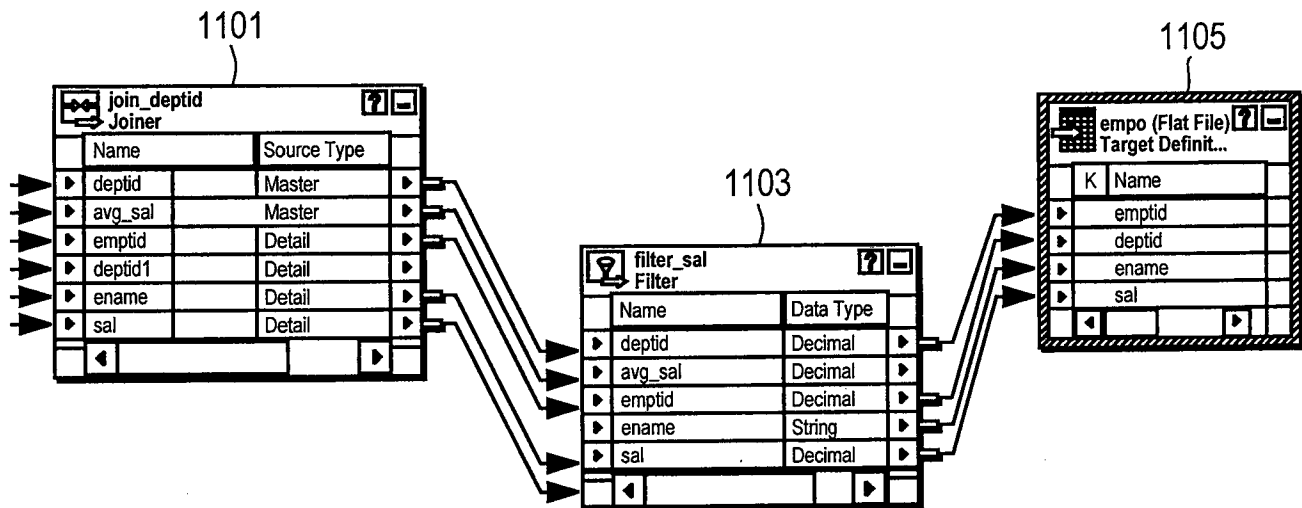 1101
join_deptid
Joiner
?
Name Source Type
deptid Master
avg_sal Master
emptid Detail
deptid1 Detail
ename Detail
sal Detail
1103
filter_sal
Filter
?
Name Data Type
deptid Decimal
avg_sal Decimal
emptid Decimal
ename String
sal Decimal
1105
empo (Flat File)
Target Definit...
?
K Name
emptid
deptid
ename
sal